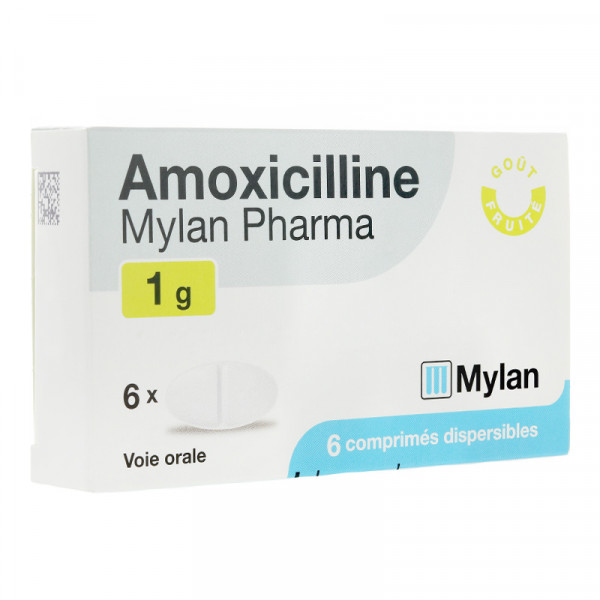 Amoxicilline
Mylan Pharma
1 g
GOÛT
FRUITÉ
6 x
Mylan
6 comprimés dispersibles
Voie orale